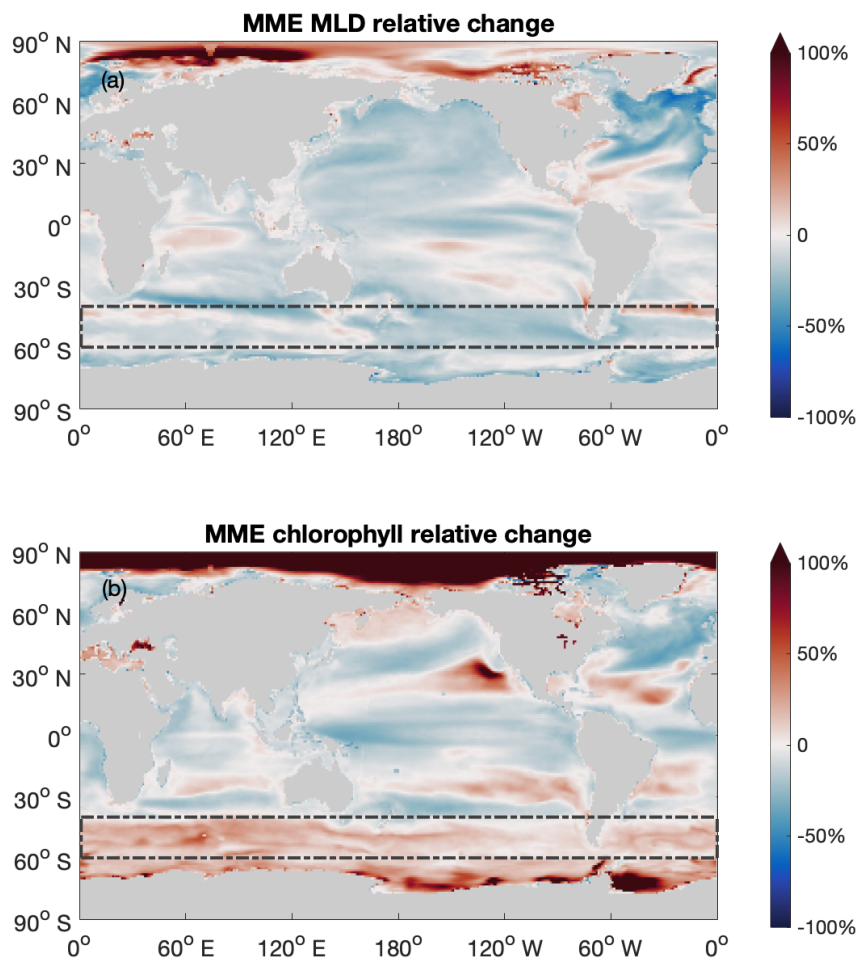 MME MLD relative change
90° N
60° N
30° N
0°
30° S
60° S
90° S
(a)
0°
60° E
120° E
180°
120° W
60° W
0°
100%
50%
0
-50%
-100%
MME chlorophyll relative change
90° N
60° N
30° N
0°
30° S
60° S
90° S
(b)
0°
60° E
120° E
180°
120° W
60° W
0°
100%
50%
0
-50%
-100%